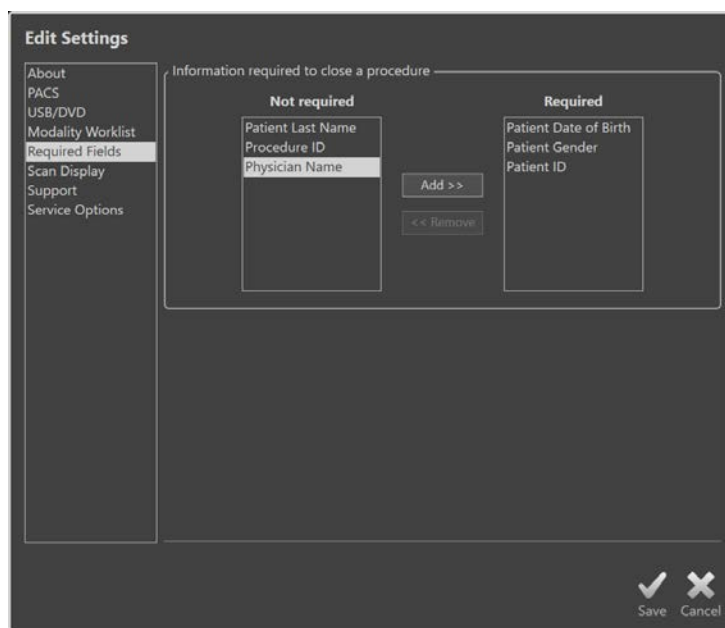 Edit Settings
About
PACS
USB/DVD
Modality Worklist
Required Fields
Scan Display
Support
Service Options
Information required to close a procedure
Not required
Patient Last Name
Procedure ID
Physician Name
Add >>
<< Remove
Required
Patient Date of Birth
Patient Gender
Patient ID
Save
Cancel